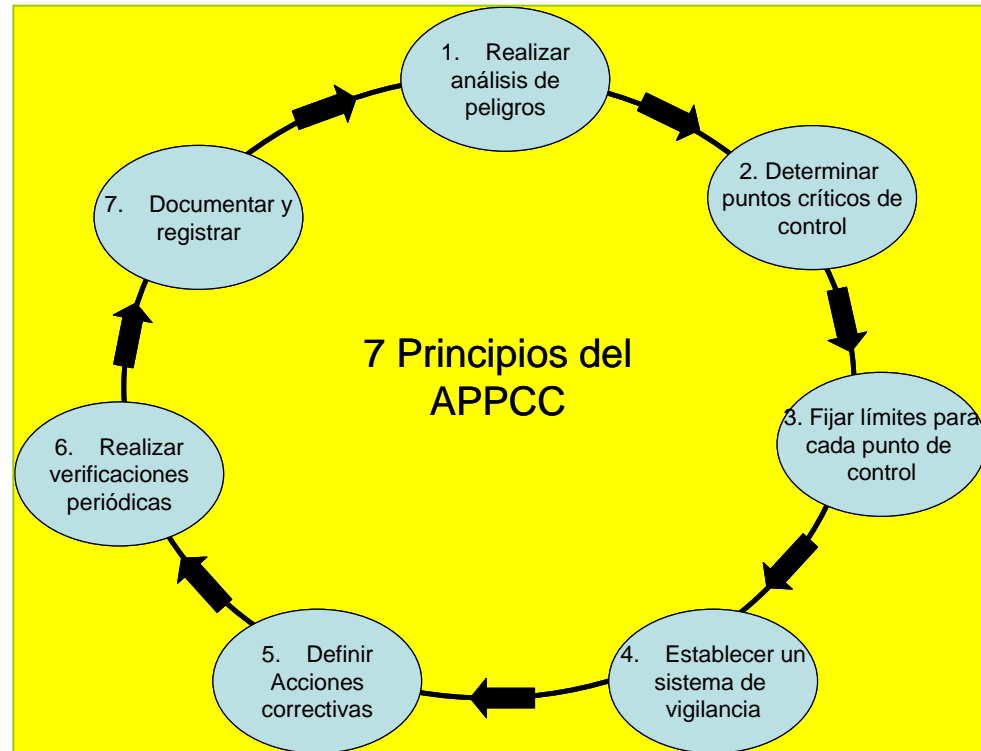 1. Realizar
análisis de
peligros
2. Determinar
puntos críticos de
control
3. Fijar límites para
cada punto de
control
4. Establecer un
sistema de
vigilancia
5. Definir
Acciones
correctivas
6. Realizar
verificaciones
periódicas
7. Documentar y
registrar
7 Principios del
APPCC